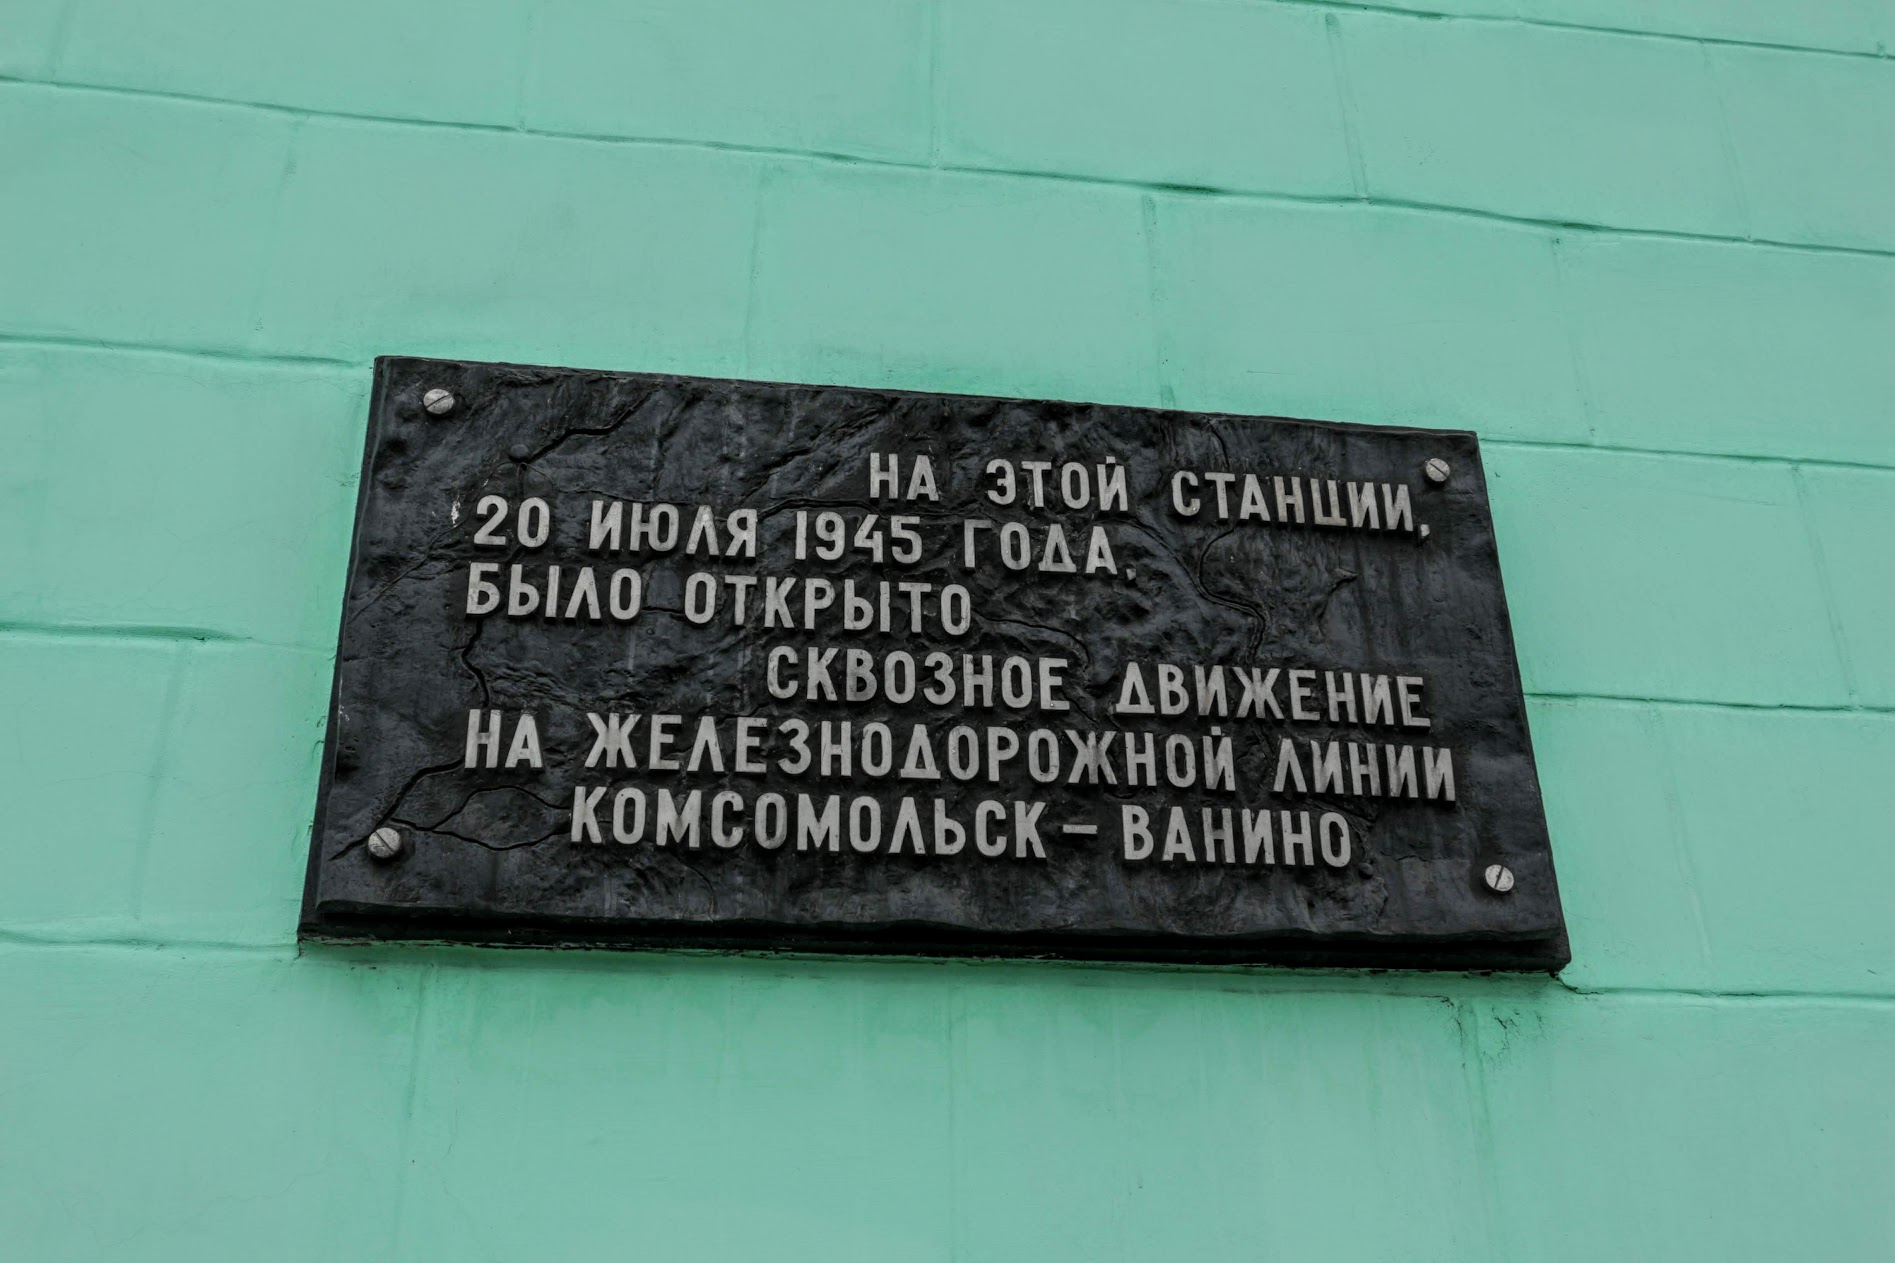 НА ЭТОЙ СТАНЦИИ,
20 ИЮЛЯ 1945 ГОДА,
БЫЛО ОТКРЫТО
СКВОЗНОЕ ДВИЖЕНИЕ
НА ЖЕЛЕЗНОДОРОЖНОЙ ЛИНИИ
КОМСОМОЛЬСК – ВАНИНО